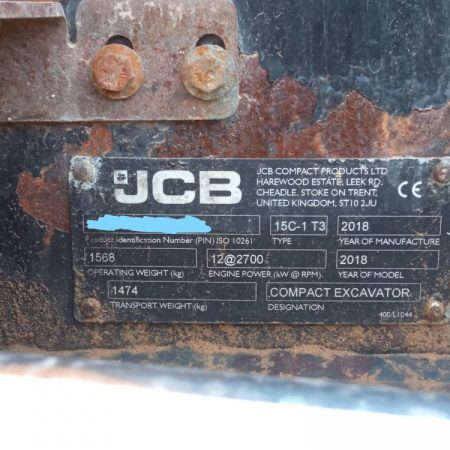 JCB
JCB COMPACT PRODUCTS LTD
HAREWOOD ESTATE, LEEK RD.
CHEADLE, STOKE ON TRENT.
UNITED KINGDOM, ST10 2JU
CE
15C-1 T3 2018
Product Identification Number (PIN) ISO 10261 TYPE YEAR OF MANUFACTURE
1568 12@2700 2018
OPERATING WEIGHT (kg) ENGINE POWER (kW @ RPM) YEAR OF MODEL
1474 COMPACT EXCAVATOR
TRANSPORT WEIGHT (kg) DESIGNATION
400/L1044